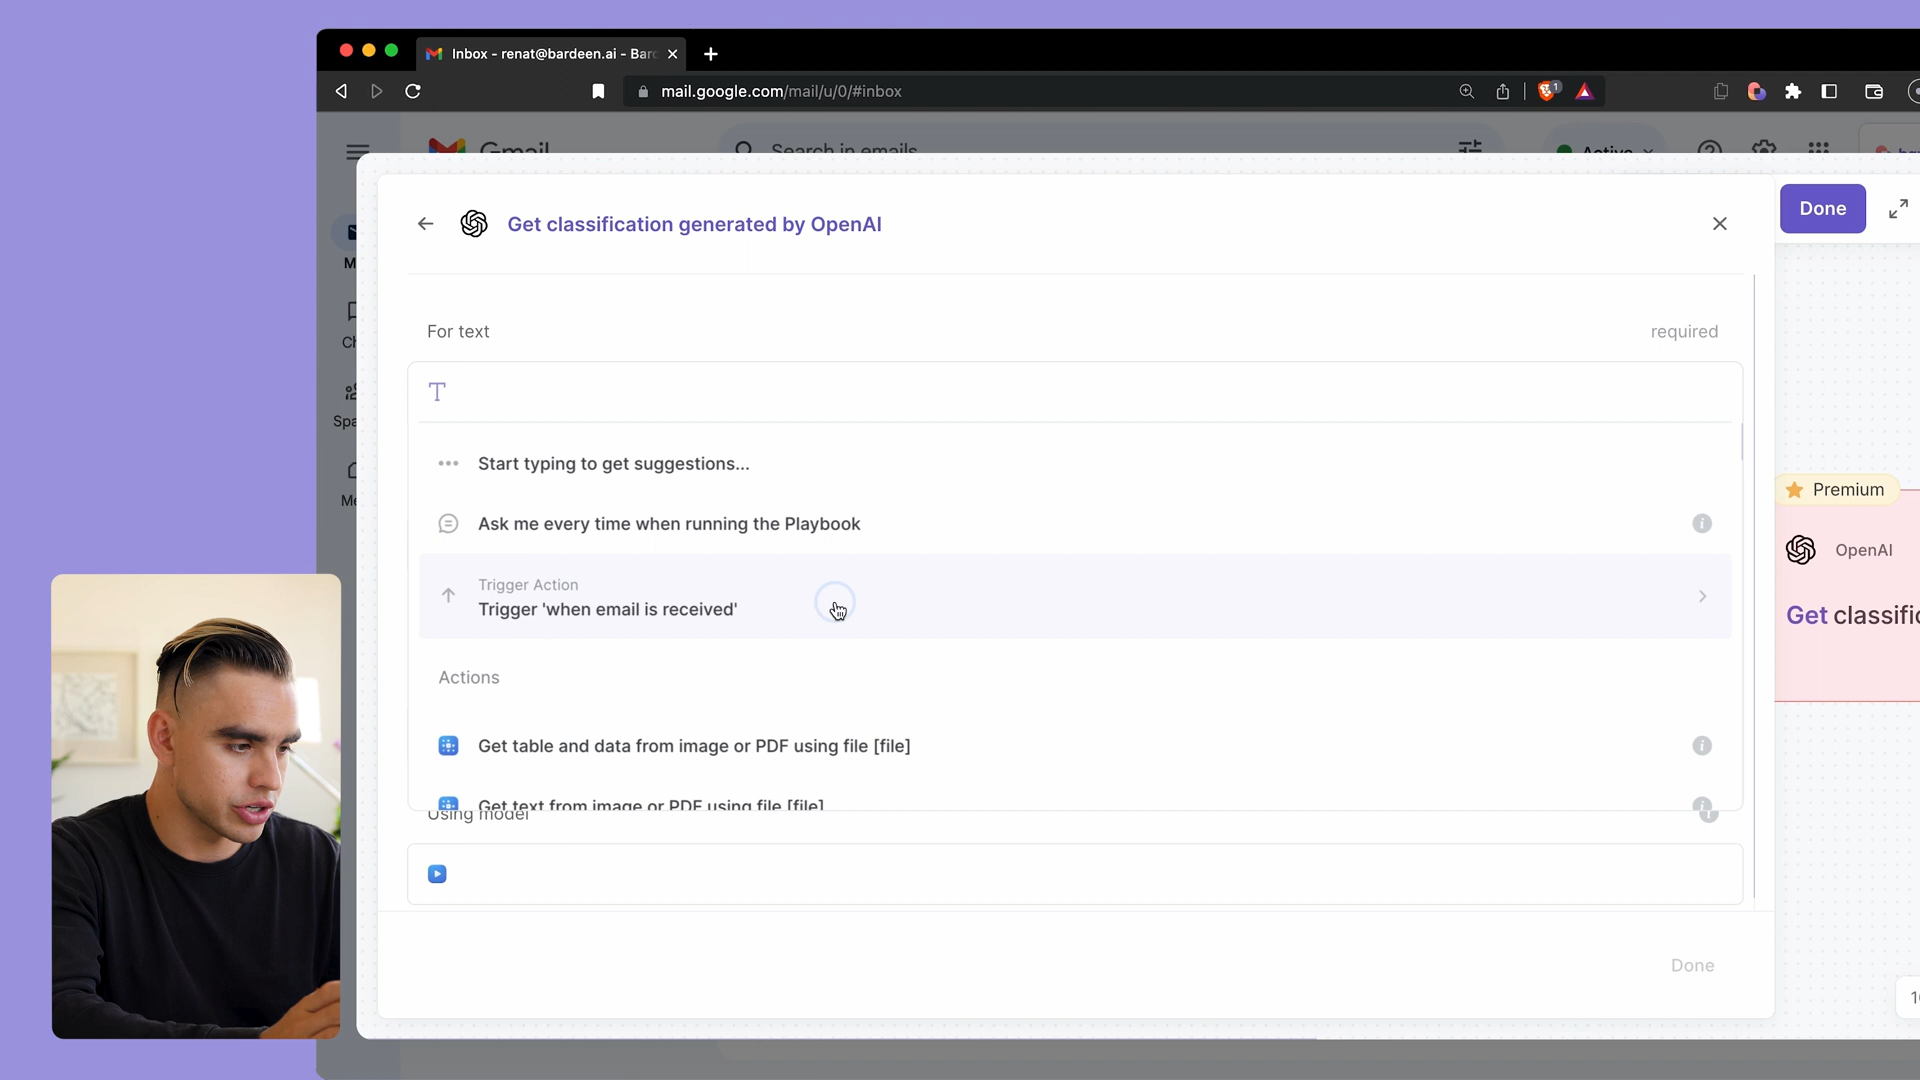 Inbox - renat@bardeen.ai - Bar
mail.google.com/mail/u/0/#inbox
Gmail
Search in emails
Active
Get classification generated by OpenAI
Done
For text
required
Start typing to get suggestions...
Ask me every time when running the Playbook
Trigger Action
Trigger 'when email is received'
Actions
Get table and data from image or PDF using file [file]
Get text from image or PDF using file [file]
Using model
Done
Premium
OpenAI
Get classific